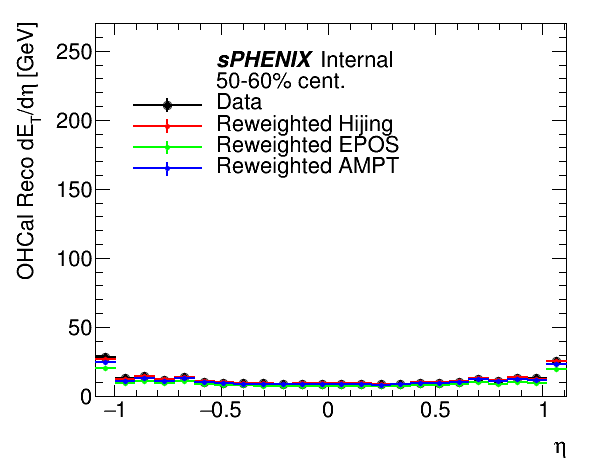 OHCal Reco dE_T/dη [GeV]
250
200
150
100
50
0
sPHENIX Internal
50-60% cent.
Data
Reweighted Hijing
Reweighted EPOS
Reweighted AMPT
−1 −0.5 0 0.5 1
η